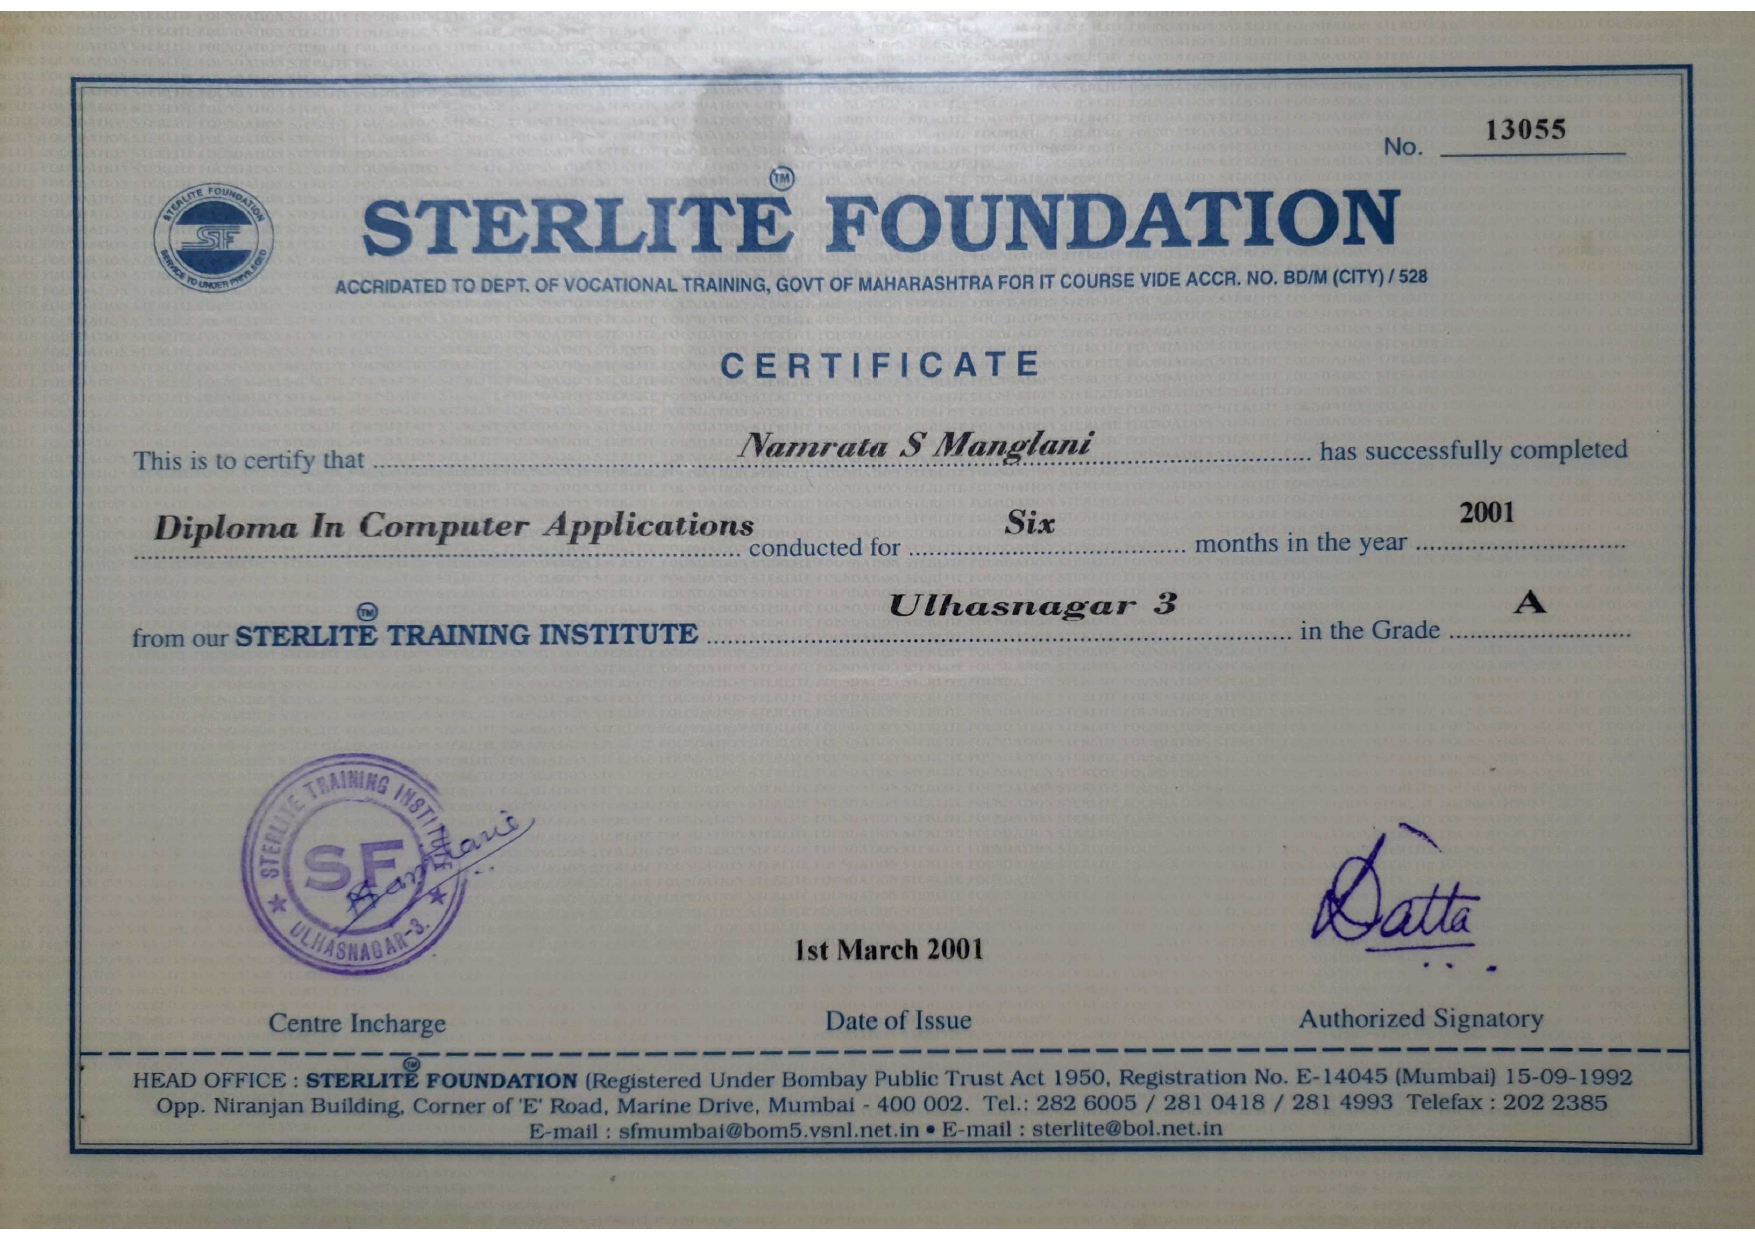 No. 13055
STERLITE™ FOUNDATION
STERLITE FOUNDATION
STF
SERVICE TO UNDER PRIVILEGED
ACCRIDATED TO DEPT. OF VOCATIONAL TRAINING, GOVT OF MAHARASHTRA FOR IT COURSE VIDE ACCR. NO. BD/M (CITY) / 528
CERTIFICATE
This is to certify that Namrata S Manglani has successfully completed
Diploma In Computer Applications conducted for Six months in the year 2001
from our STERLITE™ TRAINING INSTITUTE Ulhasnagar 3 in the Grade A
STERLITE TRAINING INSTITUTE
SF
ULHASNAGAR-3.
Datta
1st March 2001
Centre Incharge Date of Issue Authorized Signatory
HEAD OFFICE : STERLITE™ FOUNDATION (Registered Under Bombay Public Trust Act 1950, Registration No. E-14045 (Mumbai) 15-09-1992
Opp. Niranjan Building, Corner of 'E' Road, Marine Drive, Mumbai - 400 002. Tel.: 282 6005 / 281 0418 / 281 4993 Telefax : 202 2385
E-mail : sfmumbai@bom5.vsnl.net.in • E-mail : sterlite@bol.net.in